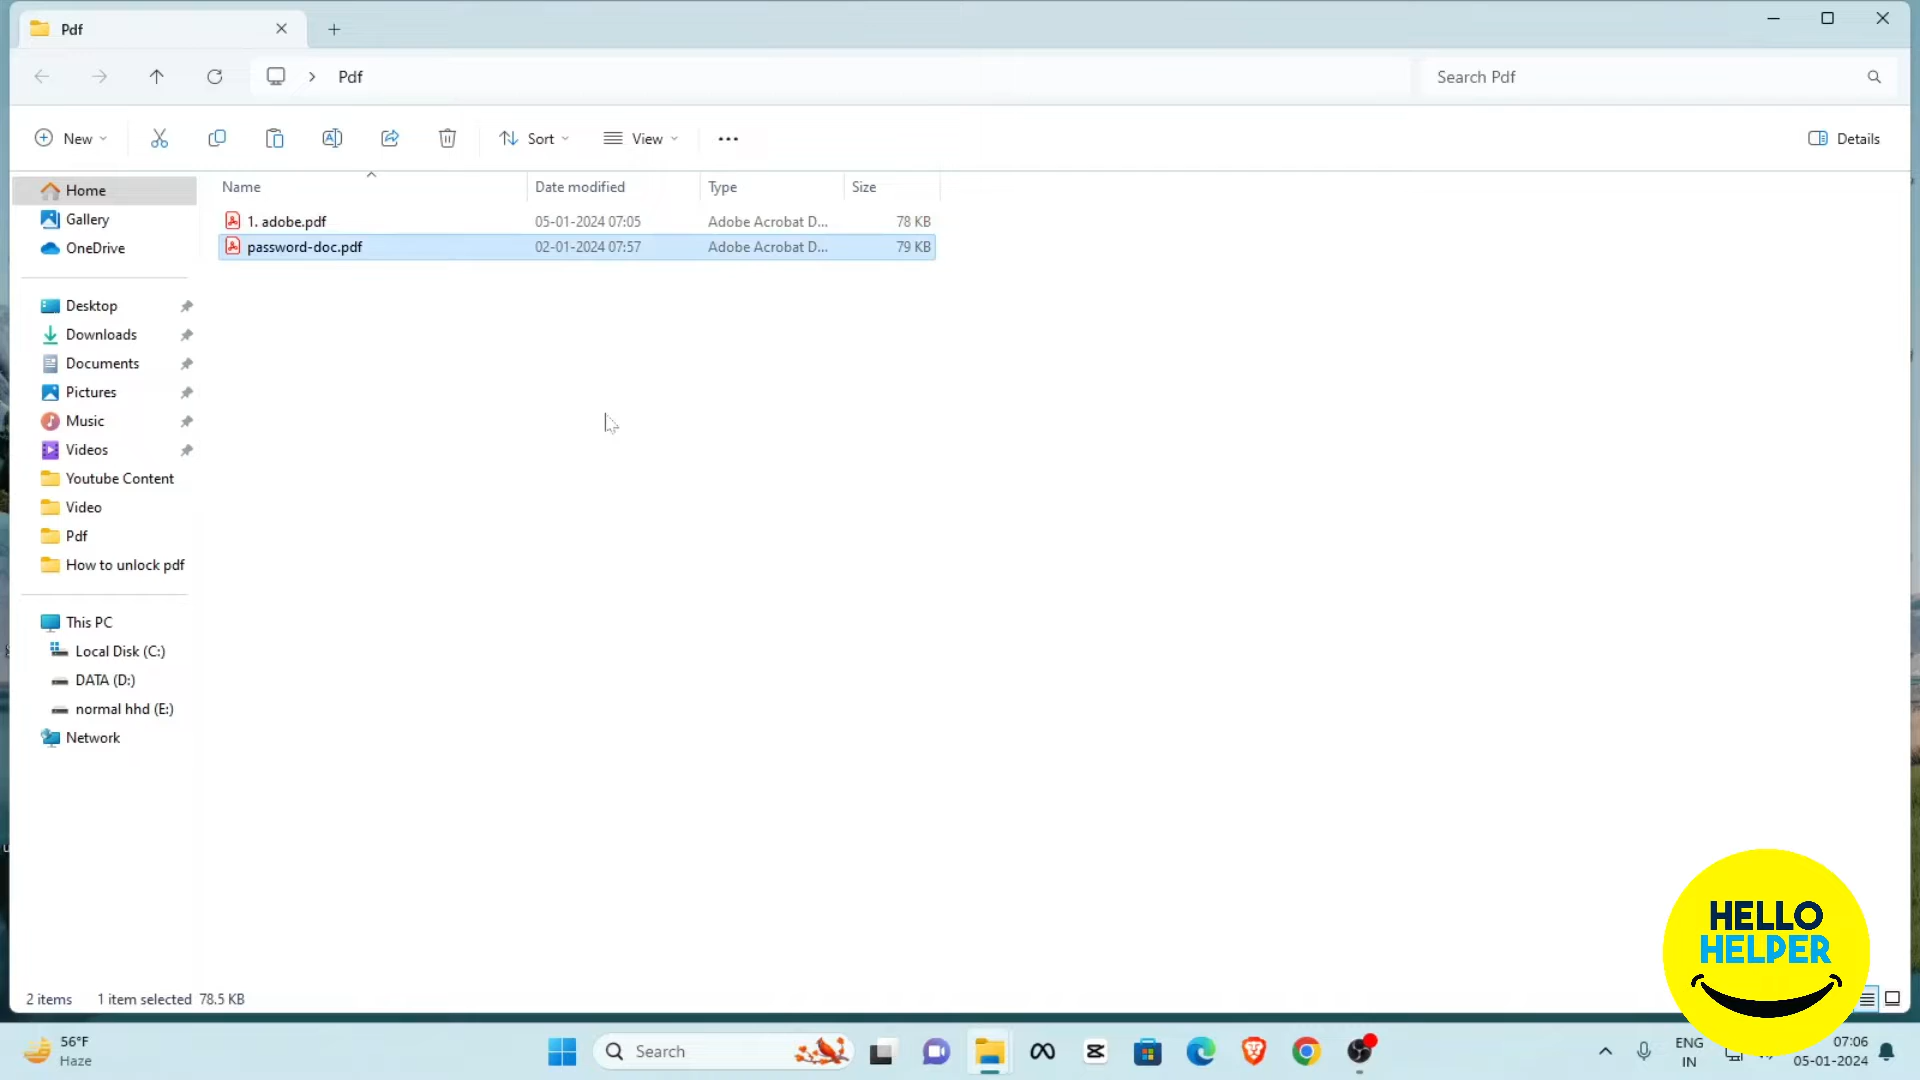 Pdf
Pdf
Search Pdf
New
Sort
View
Details
Name
Date modified
Type
Size
1. adobe.pdf
05-01-2024 07:05
Adobe Acrobat D...
78 KB
password-doc.pdf
02-01-2024 07:57
Adobe Acrobat D...
79 KB
Home
Gallery
OneDrive
Desktop
Downloads
Documents
Pictures
Music
Videos
Youtube Content
Video
Pdf
How to unlock pdf
This PC
Local Disk (C:)
DATA (D:)
normal hhd (E:)
Network
HELLO
HELPER
2 items
1 item selected 78.5 KB
56°F
Haze
Search
ENG
IN
07:06
05-01-2024